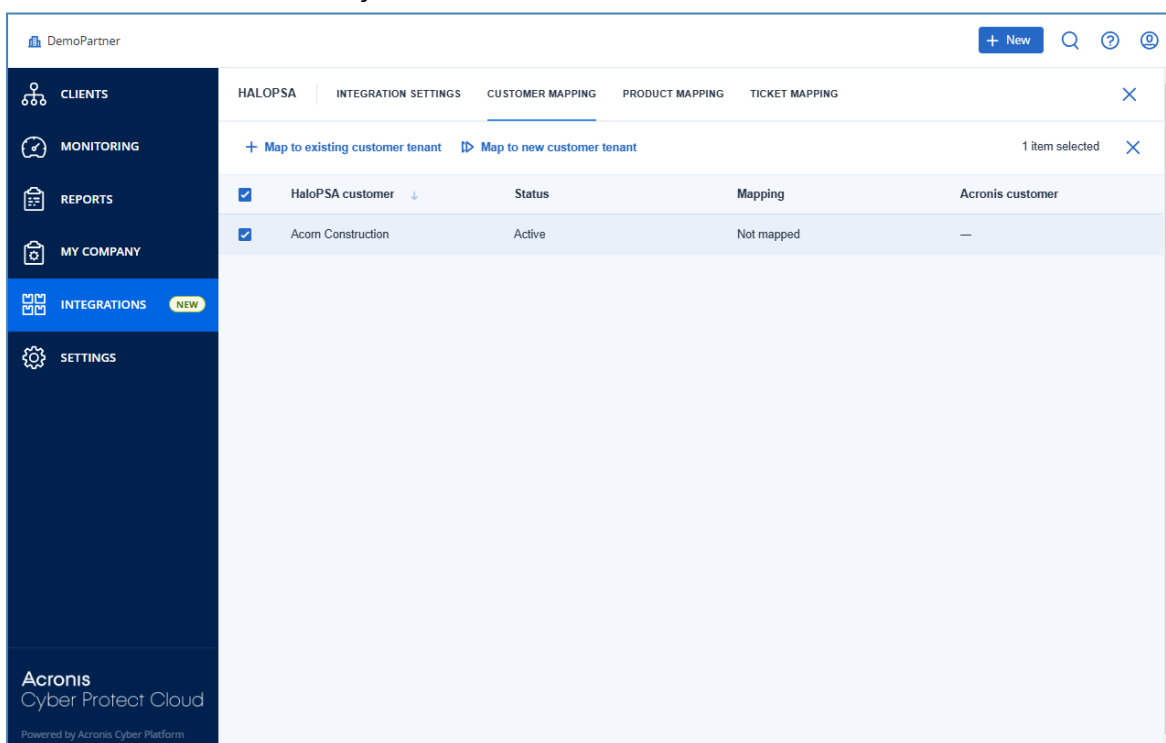 DemoPartner
+ New
CLIENTS
MONITORING
REPORTS
MY COMPANY
INTEGRATIONS NEW
SETTINGS
HALOPSA INTEGRATION SETTINGS CUSTOMER MAPPING PRODUCT MAPPING TICKET MAPPING
+ Map to existing customer tenant Map to new customer tenant 1 item selected
HaloPSA customer ↓ Status Mapping Acronis customer
Acorn Construction Active Not mapped —
Acronis
Cyber Protect Cloud
Powered by Acronis Cyber Platform